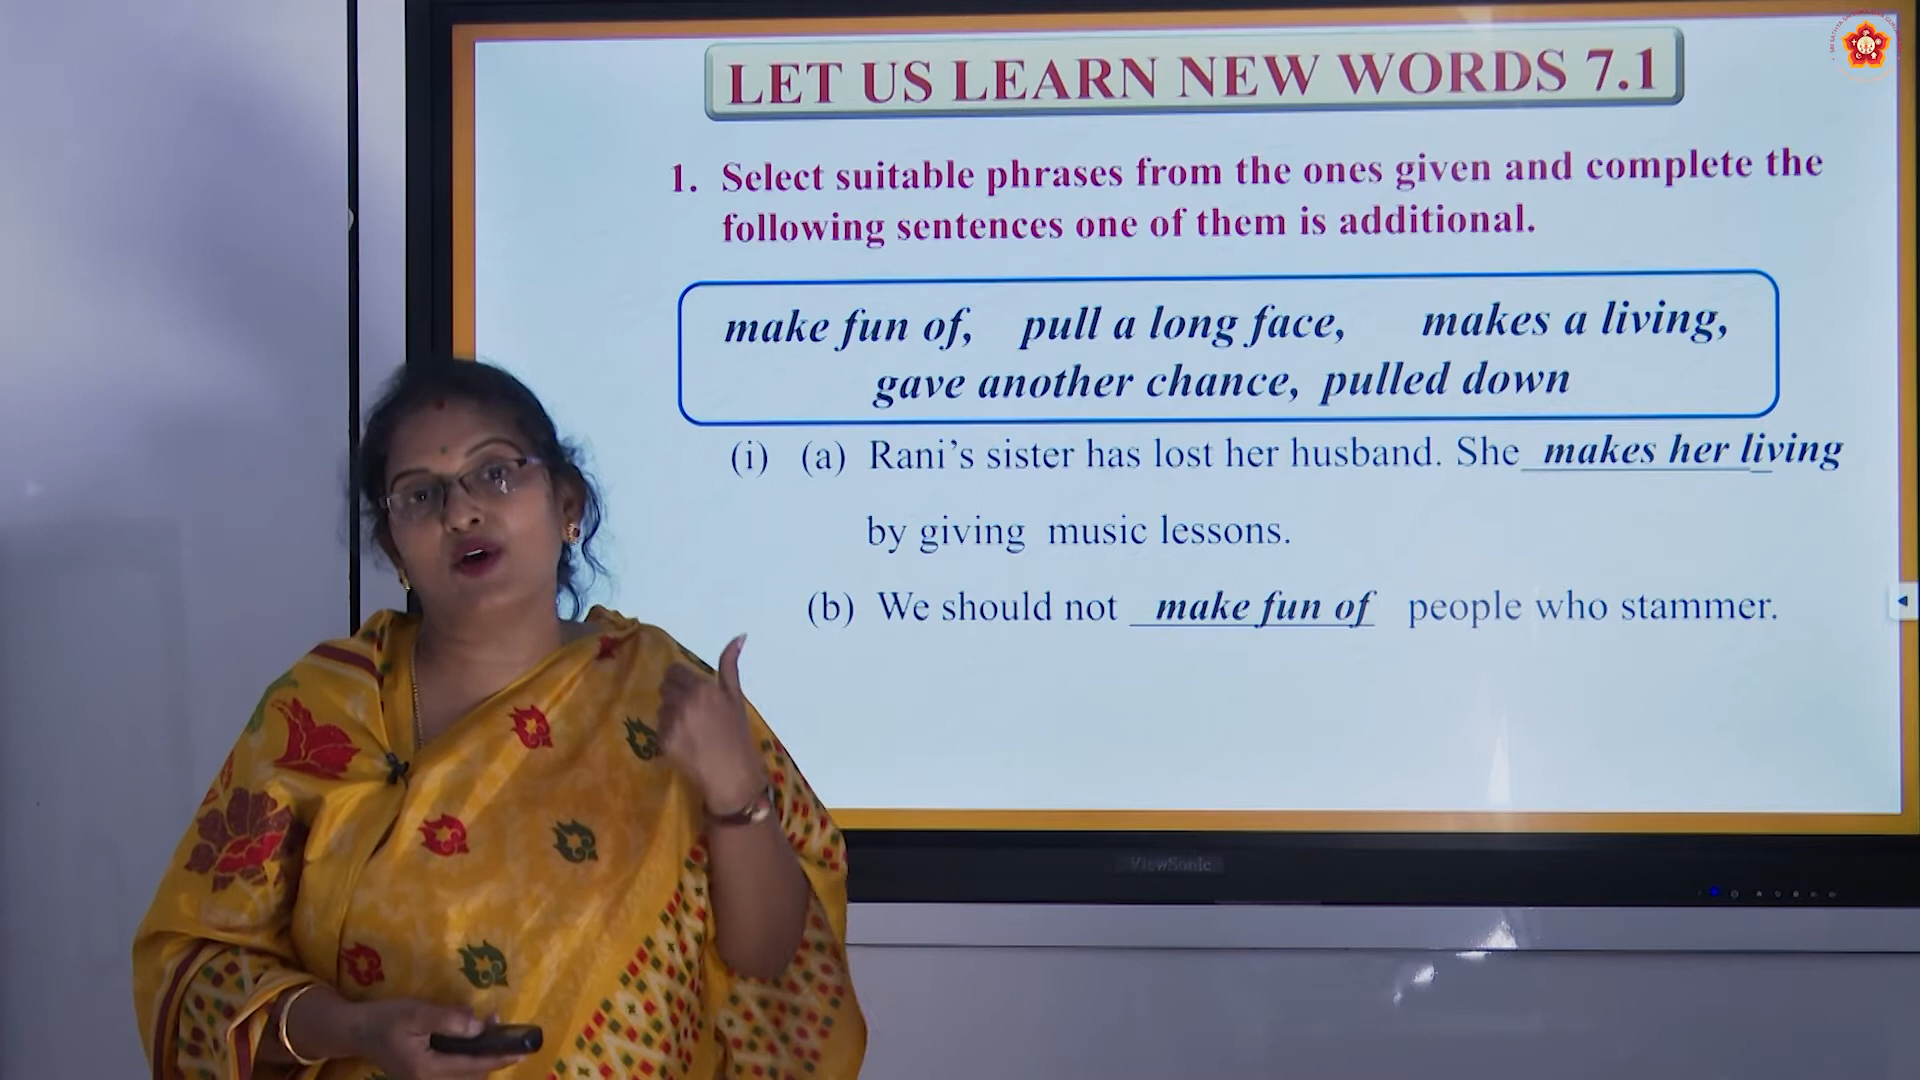 LET US LEARN NEW WORDS 7.1
1. Select suitable phrases from the ones given and complete the
following sentences one of them is additional.
make fun of, pull a long face, makes a living,
gave another chance, pulled down
(i) (a) Rani’s sister has lost her husband. She makes her living
by giving music lessons.
(b) We should not make fun of people who stammer.
ViewSonic